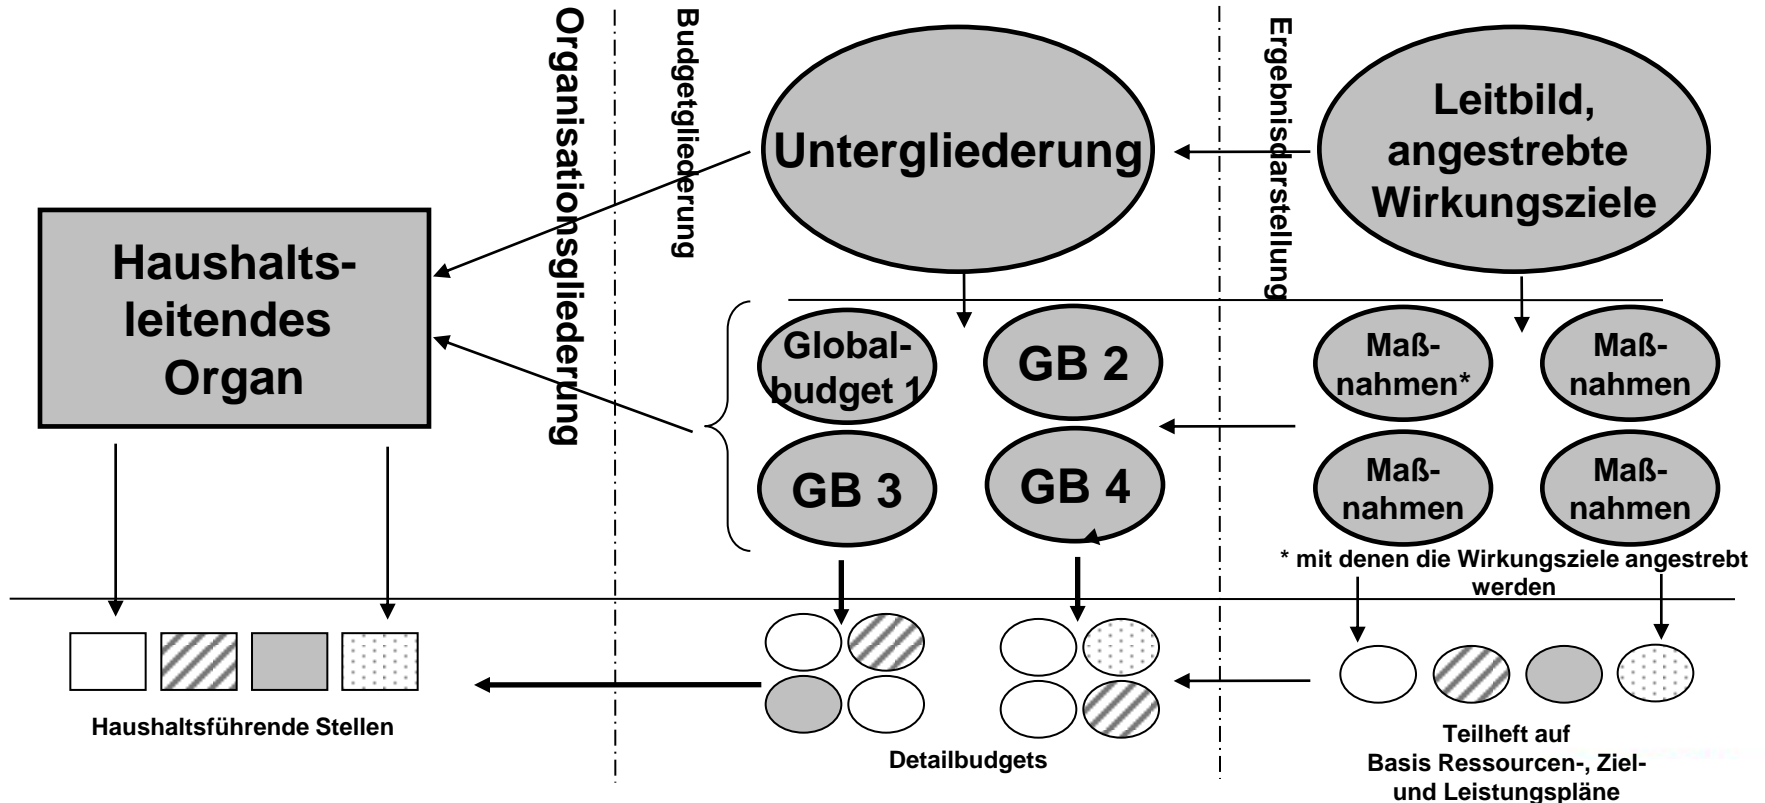 Organisationsgliederung
Budgetgliederung
Ergebnisdarstellung
Haushalts-
leitendes
Organ
Untergliederung
Leitbild,
angestrebte
Wirkungsziele
Global-
budget 1
GB 2
GB 3
GB 4
Maß-
nahmen*
Maß-
nahmen
Maß-
nahmen
Maß-
nahmen
* mit denen die Wirkungsziele angestrebt
werden
Haushaltsführende Stellen
Detailbudgets
Teilheft auf
Basis Ressourcen-, Ziel-
und Leistungspläne